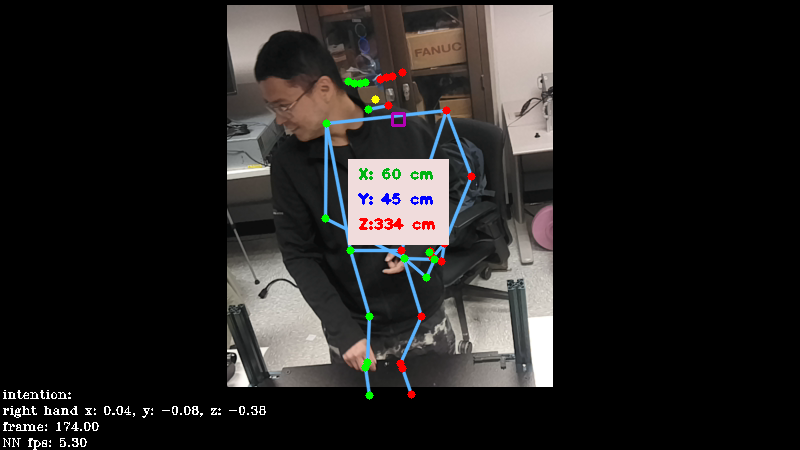 FANUC
X: 60 cm
Y: 45 cm
Z:334 cm
intention:
right hand x: 0.04, y: -0.08, z: -0.38
frame: 174.00
NN fps: 5.30